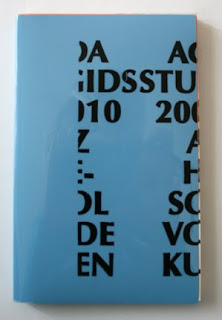 DA AG
GIDSSTU
010 200
Z A
E- H
OL SC
DE VO
EN KU